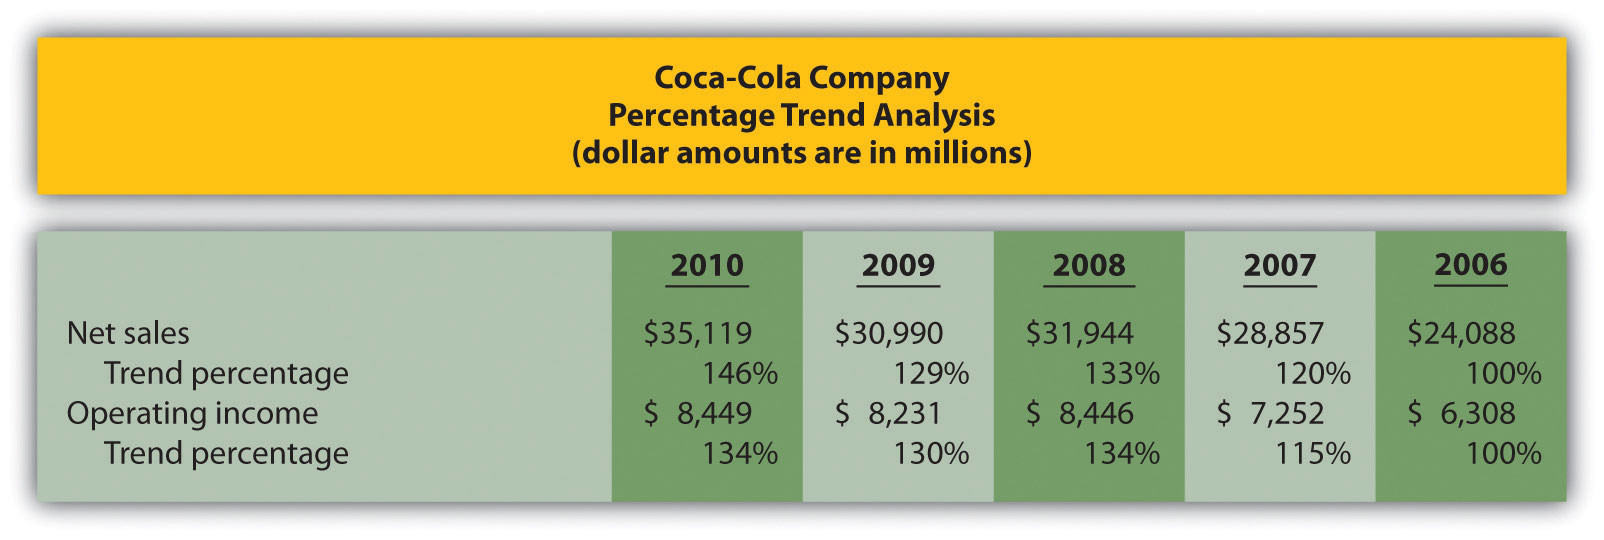 Coca-Cola Company
Percentage Trend Analysis
(dollar amounts are in millions)
2010 2009 2008 2007 2006
Net sales $35,119 $30,990 $31,944 $28,857 $24,088
Trend percentage 146% 129% 133% 120% 100%
Operating income $ 8,449 $ 8,231 $ 8,446 $ 7,252 $ 6,308
Trend percentage 134% 130% 134% 115% 100%